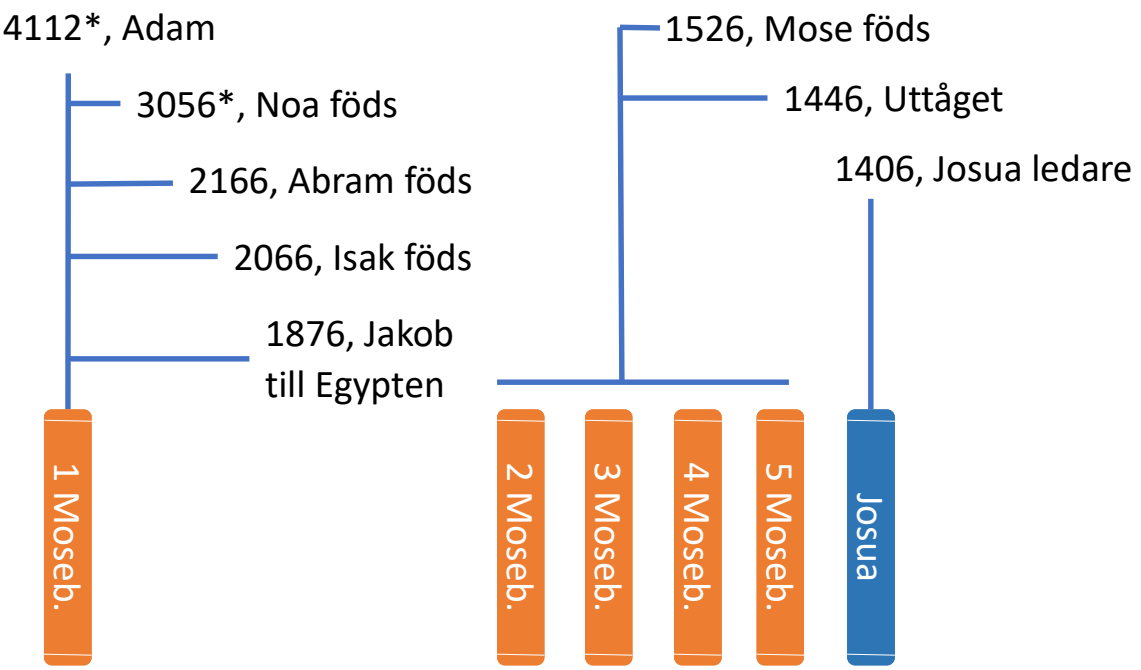 4112*, Adam
3056*, Noa föds
2166, Abram föds
2066, Isak föds
1876, Jakob
till Egypten
1526, Mose föds
1446, Uttåget
1406, Josua ledare
1 Moseb.
2 Moseb.
3 Moseb.
4 Moseb.
5 Moseb.
Josua